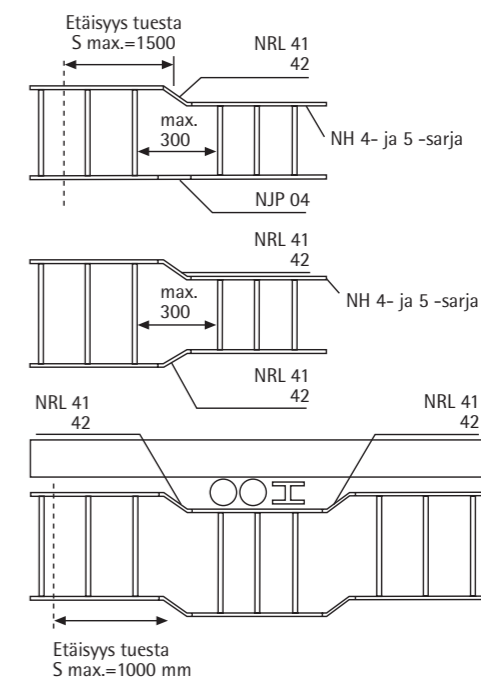 Etäisyys tuesta
S max.=1500
NRL 41
42
max.
300
NH 4- ja 5 -sarja
NJP 04
NRL 41
42
max.
300
NH 4- ja 5 -sarja
NRL 41
42
NRL 41
42
NRL 41
42
Etäisyys tuesta
S max.=1000 mm